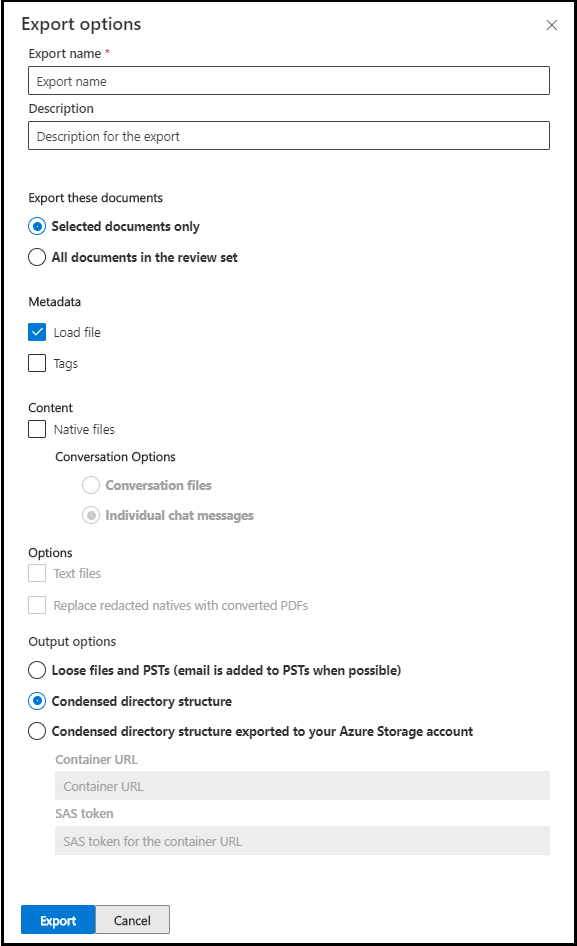 Export options
Export name *
Export name
Description
Description for the export
Export these documents
Selected documents only
All documents in the review set
Metadata
Load file
Tags
Content
Native files
Conversation Options
Conversation files
Individual chat messages
Options
Text files
Replace redacted natives with converted PDFs
Output options
Loose files and PSTs (email is added to PSTs when possible)
Condensed directory structure
Condensed directory structure exported to your Azure Storage account
Container URL
Container URL
SAS token
SAS token for the container URL
Export Cancel